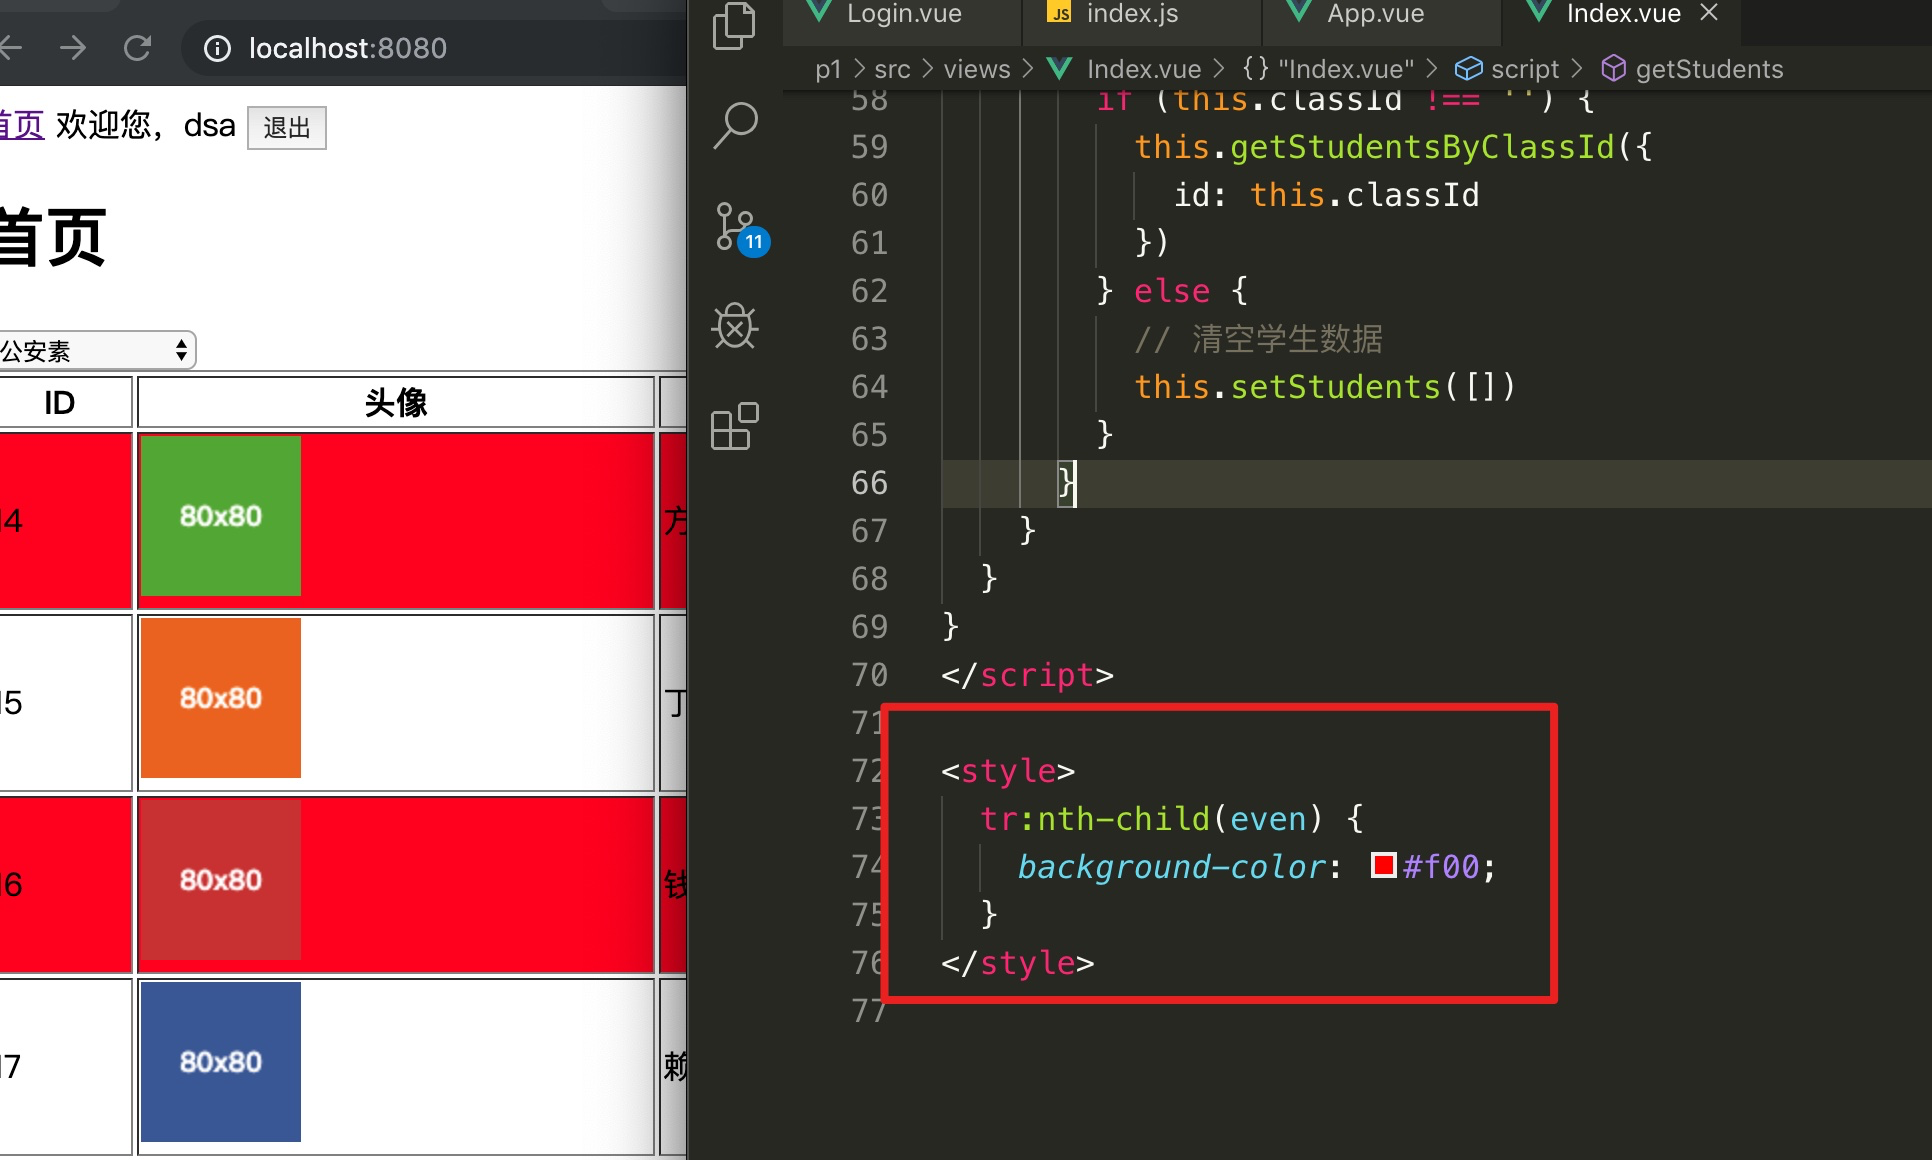 localhost:8080
首页 欢迎您，dsa 退出
首页
公安素
ID 头像
14 80x80 方
15 80x80 丁
16 80x80 钱
17 80x80 赖
Login.vue index.js App.vue Index.vue
p1 > src > views > Index.vue > {} "Index.vue" > script > getStudents
11
58 if (this.classId !== '') {
59 this.getStudentsByClassId({
60 id: this.classId
61 })
62 } else {
63 // 清空学生数据
64 this.setStudents([])
65 }
66 }
67 }
68 }
69 }
70 </script>
71
72 <style>
73 tr:nth-child(even) {
74 background-color: #f00;
75 }
76 </style>
77